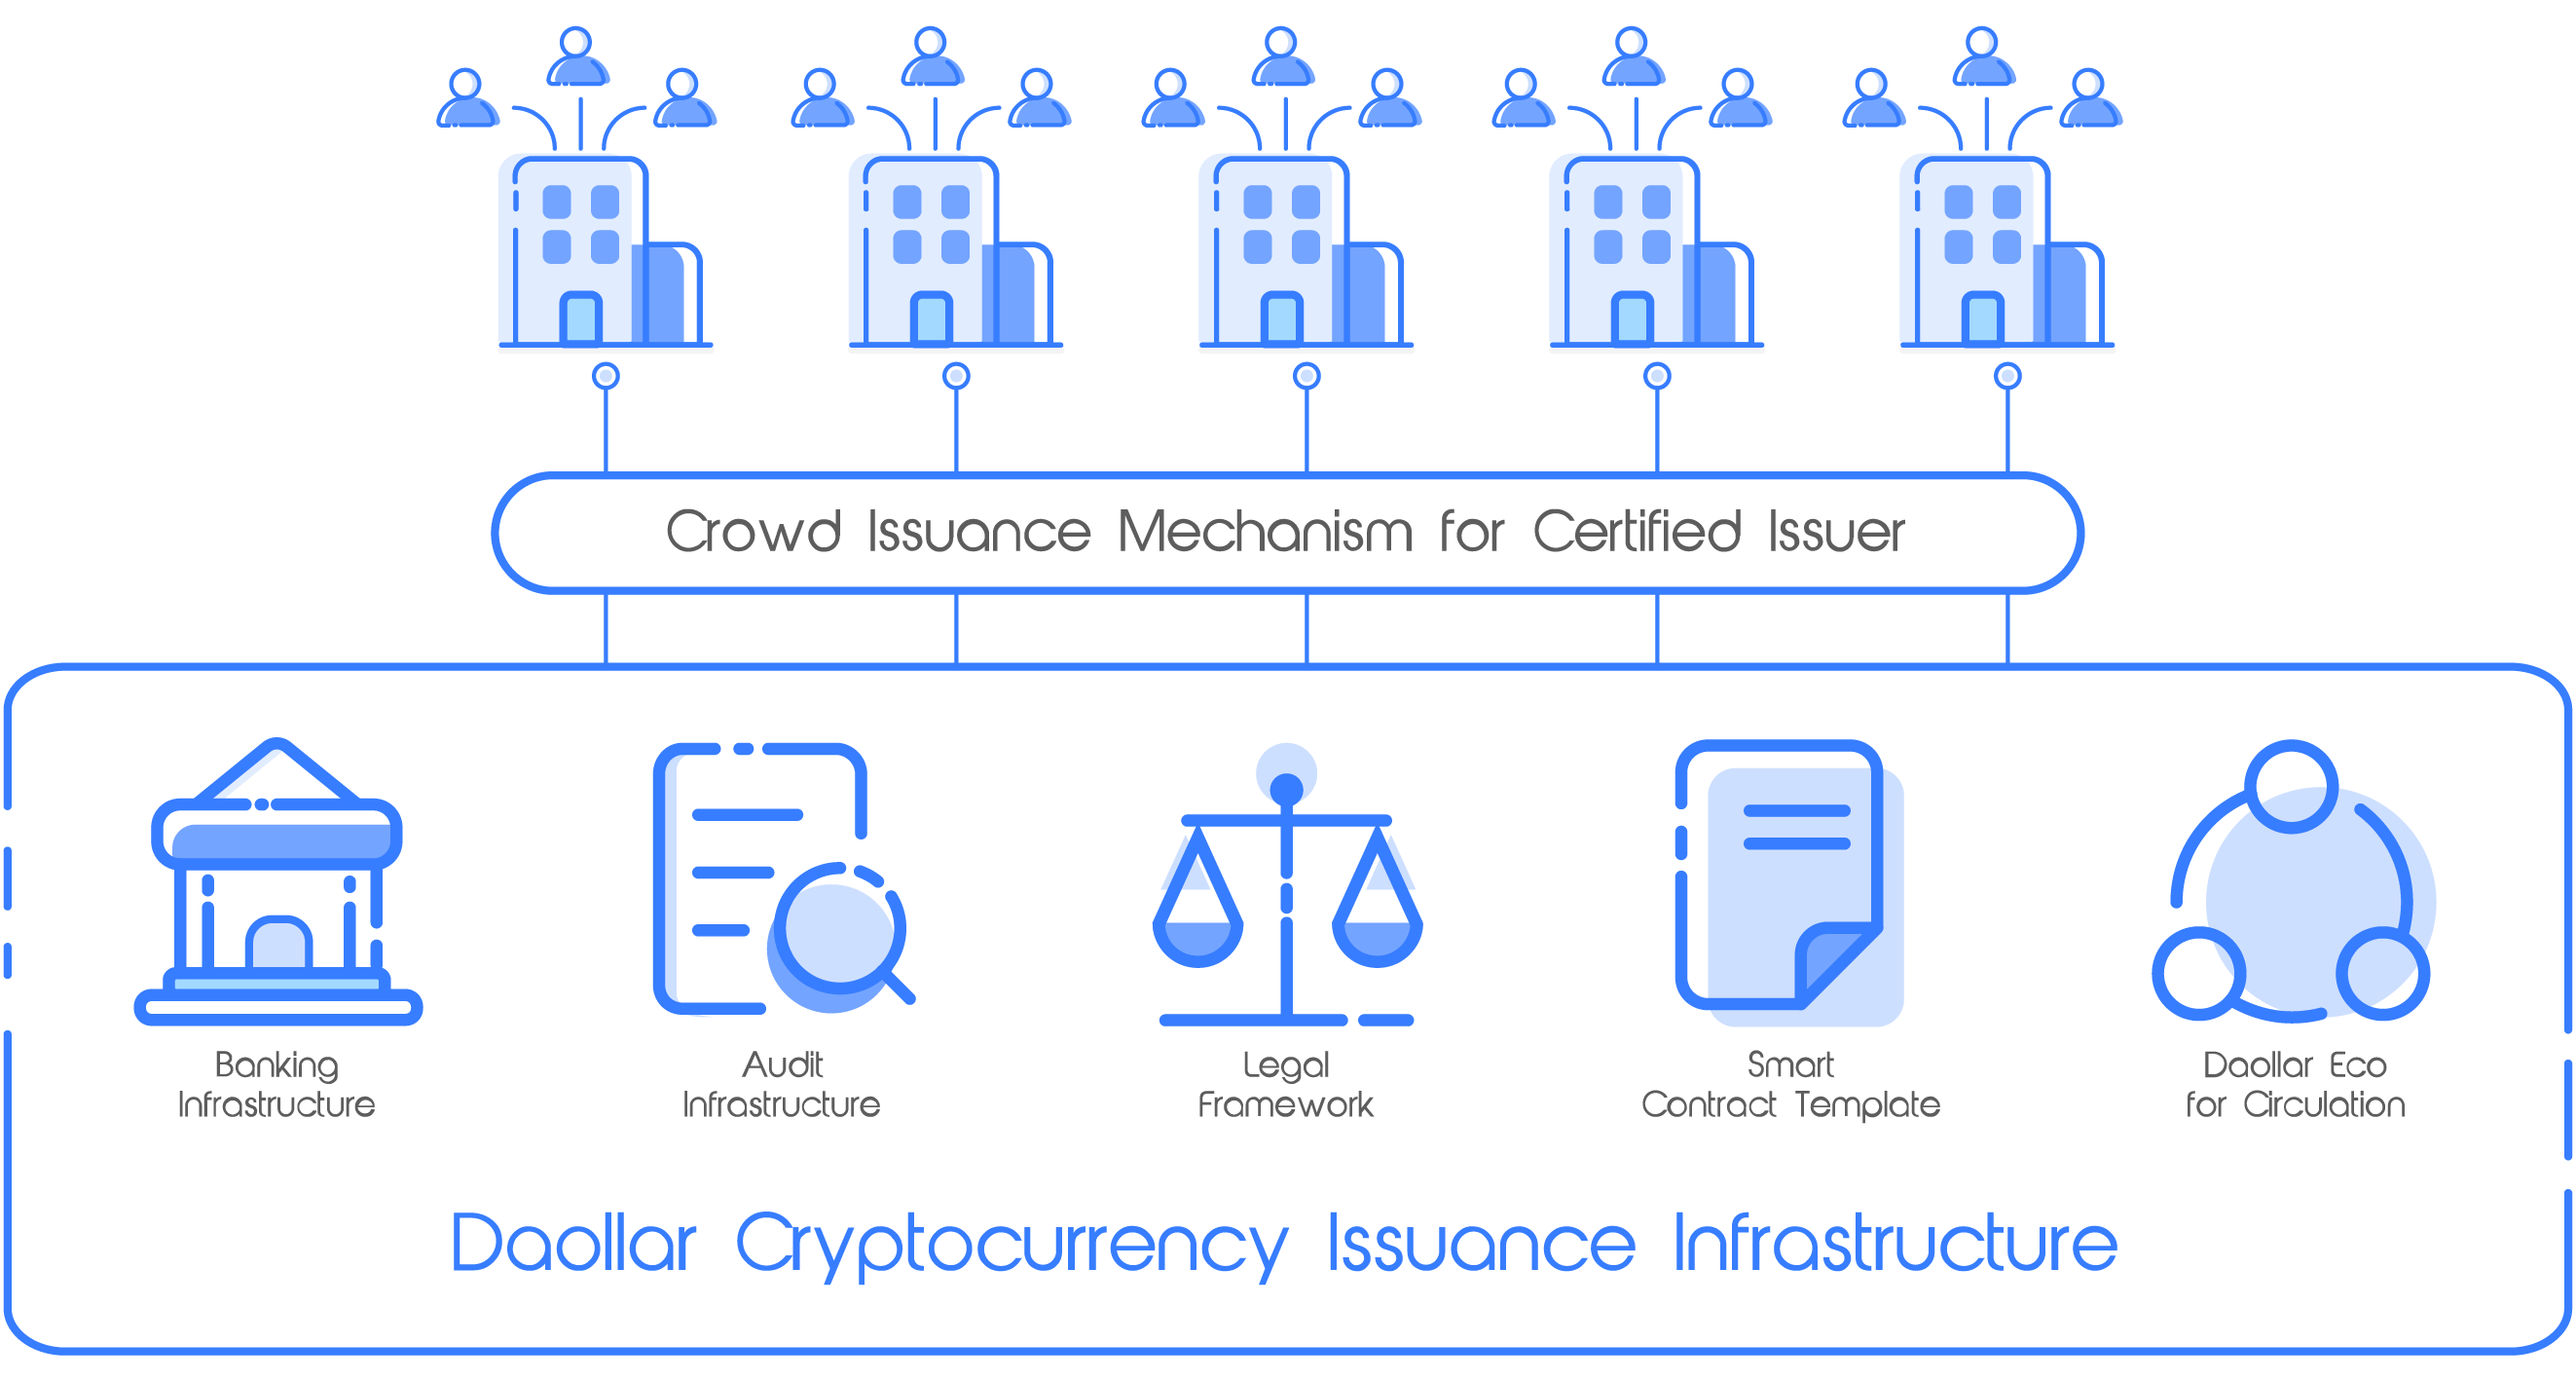 Crowd Issuance Mechanism for Certified Issuer
Banking
Infrastructure
Audit
Infrastructure
Legal
Framework
Smart
Contract Template
Daollar Eco
for Circulation
Daollar Cryptocurrency Issuance Infrastructure